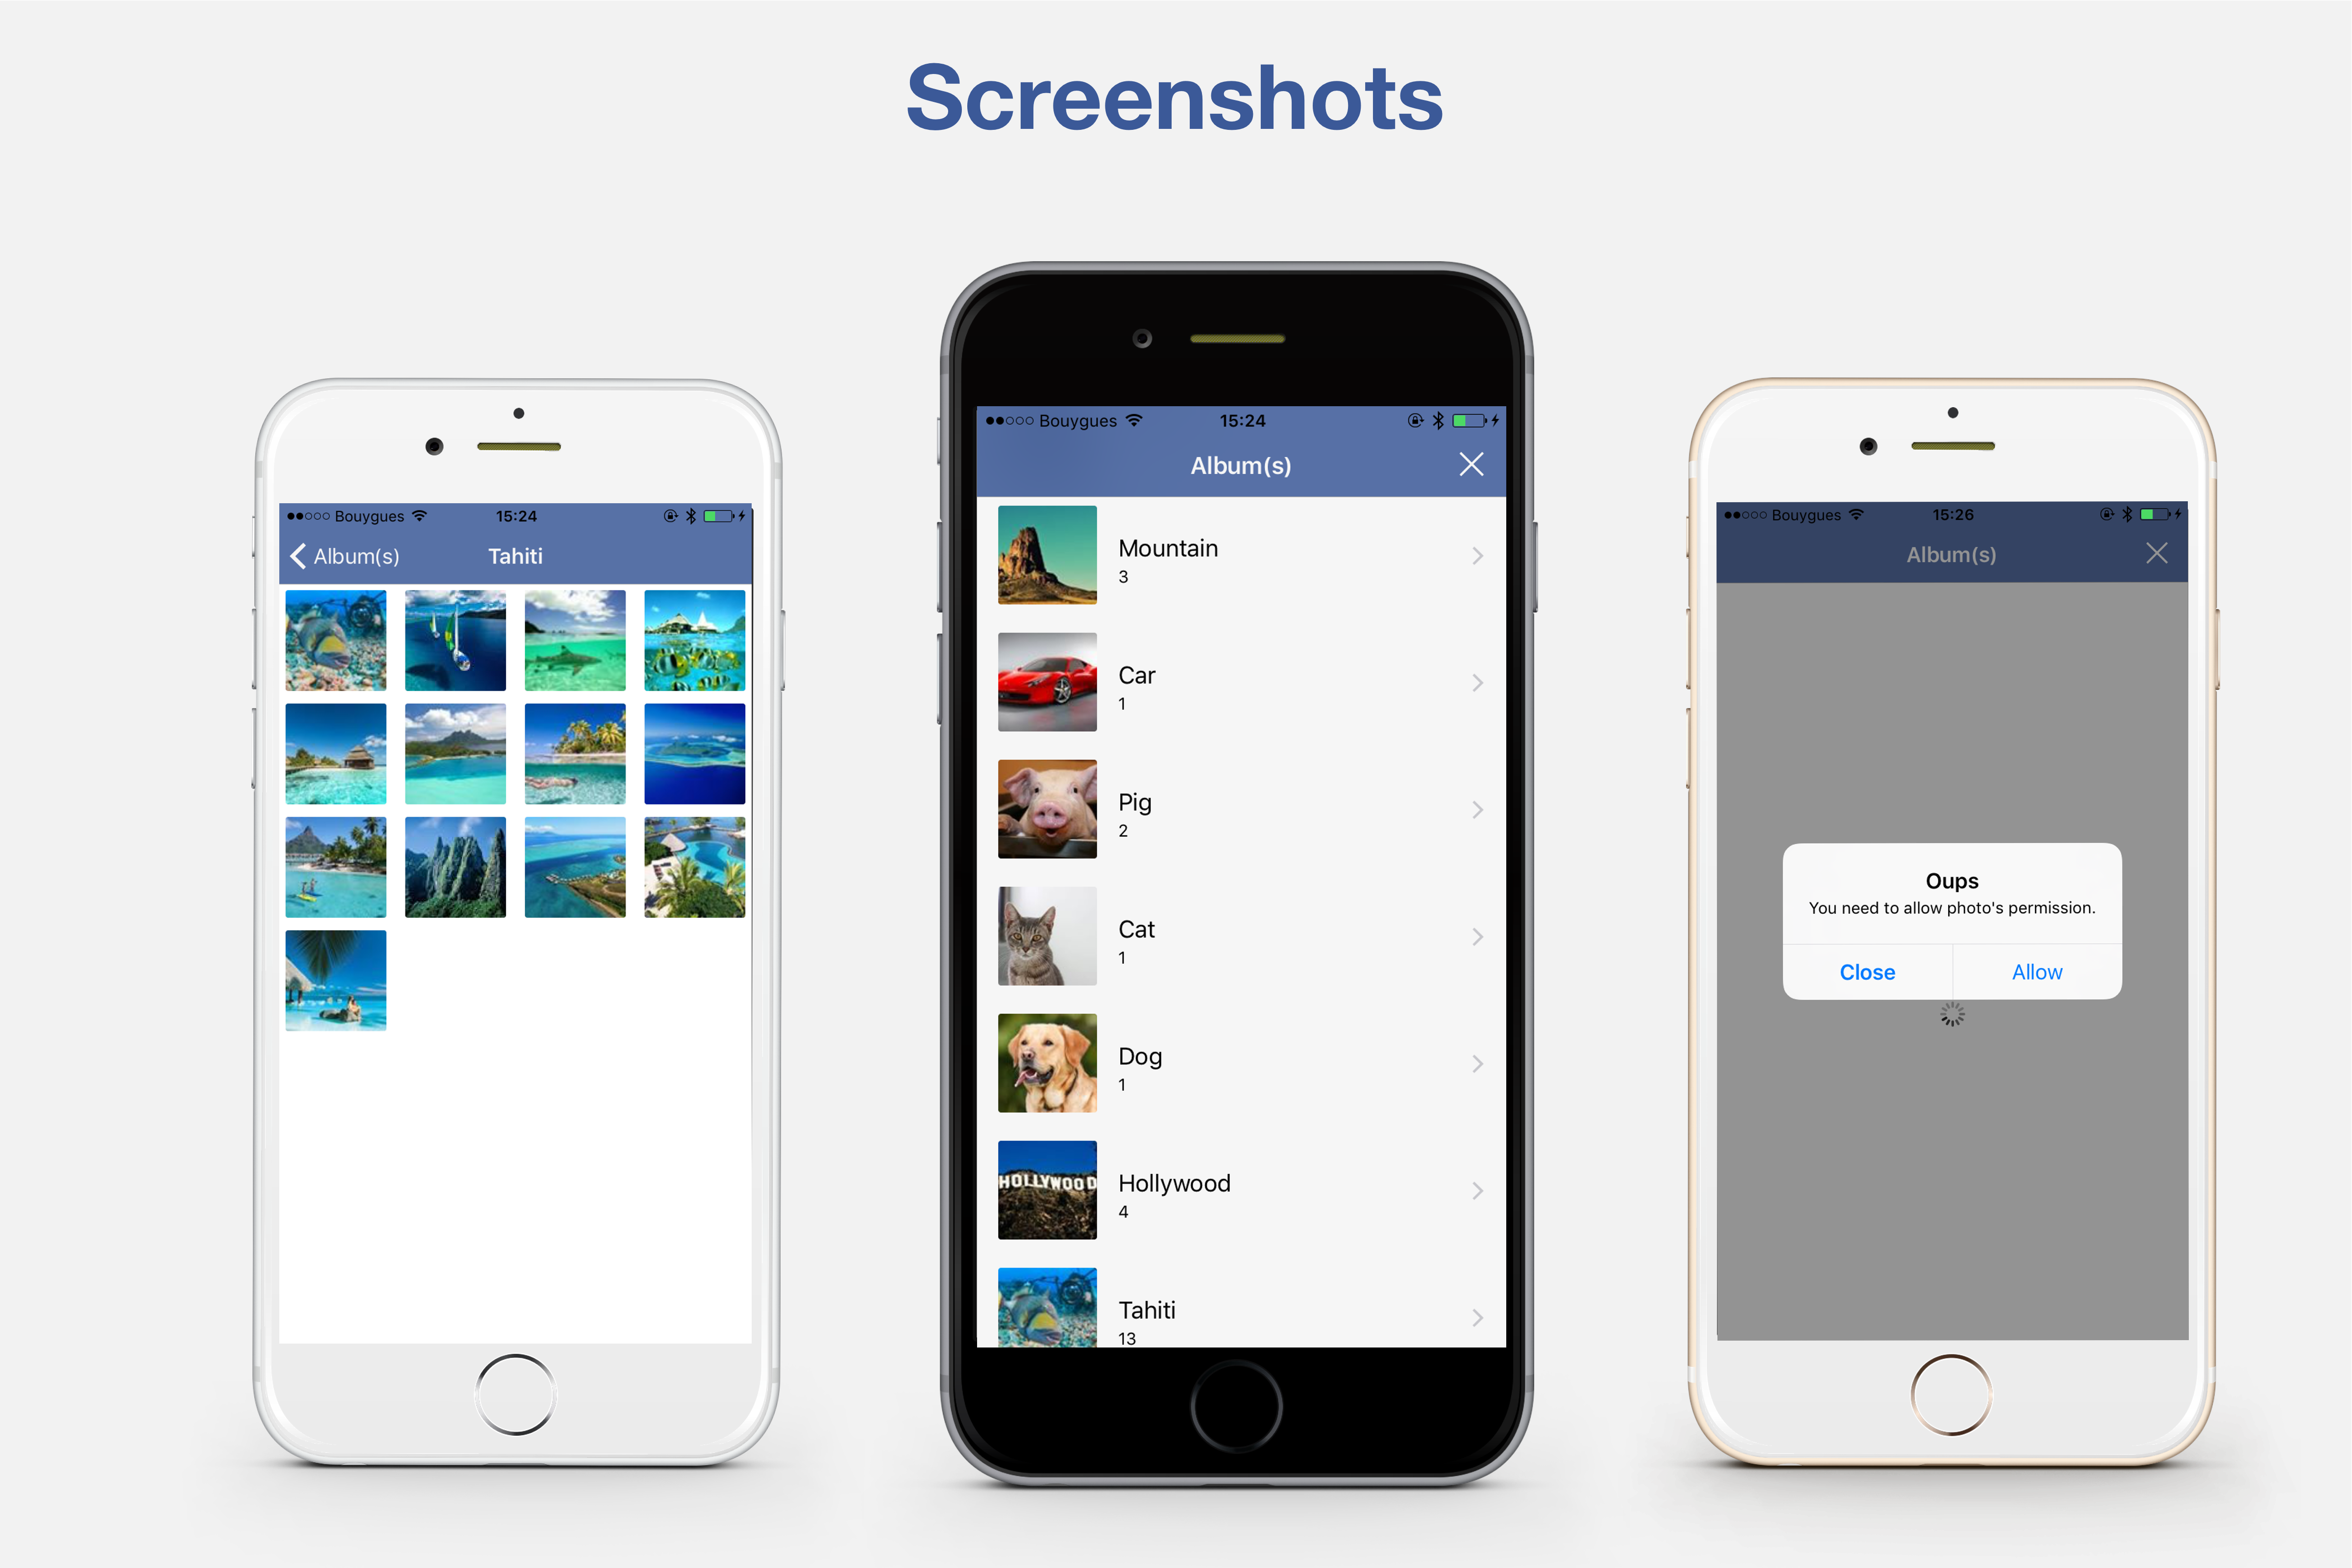 Screenshots
Bouygues 15:24
Album(s) Tahiti
Bouygues 15:24
Album(s)
Mountain
3
Car
1
Pig
2
Cat
1
Dog
1
HOLLYWOOD
Hollywood
4
Tahiti
13
Bouygues 15:26
Album(s)
Oups
You need to allow photo's permission.
Close Allow